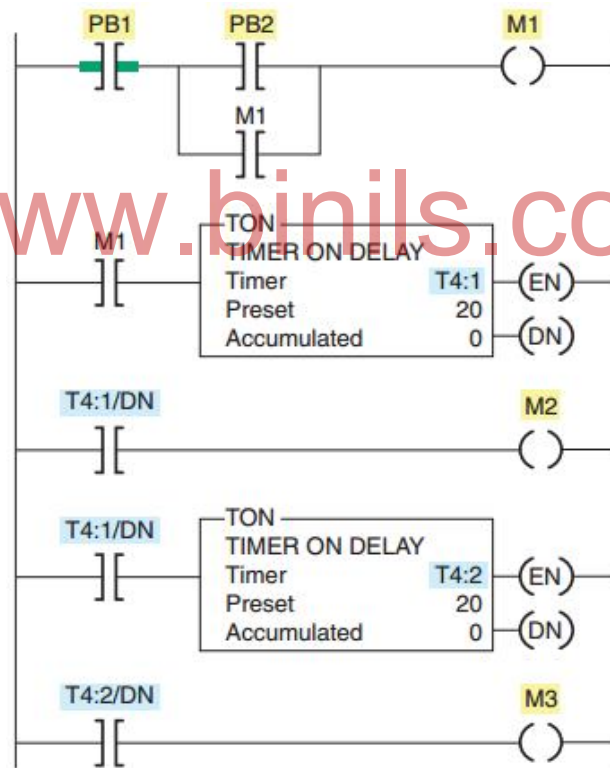 PB1 PB2 M1
M1
www.binils.co
M1
TON
TIMER ON DELAY
Timer T4:1 EN
Preset 20
Accumulated 0 DN
T4:1/DN
M2
T4:1/DN
TON
TIMER ON DELAY
Timer T4:2 EN
Preset 20
Accumulated 0 DN
T4:2/DN
M3